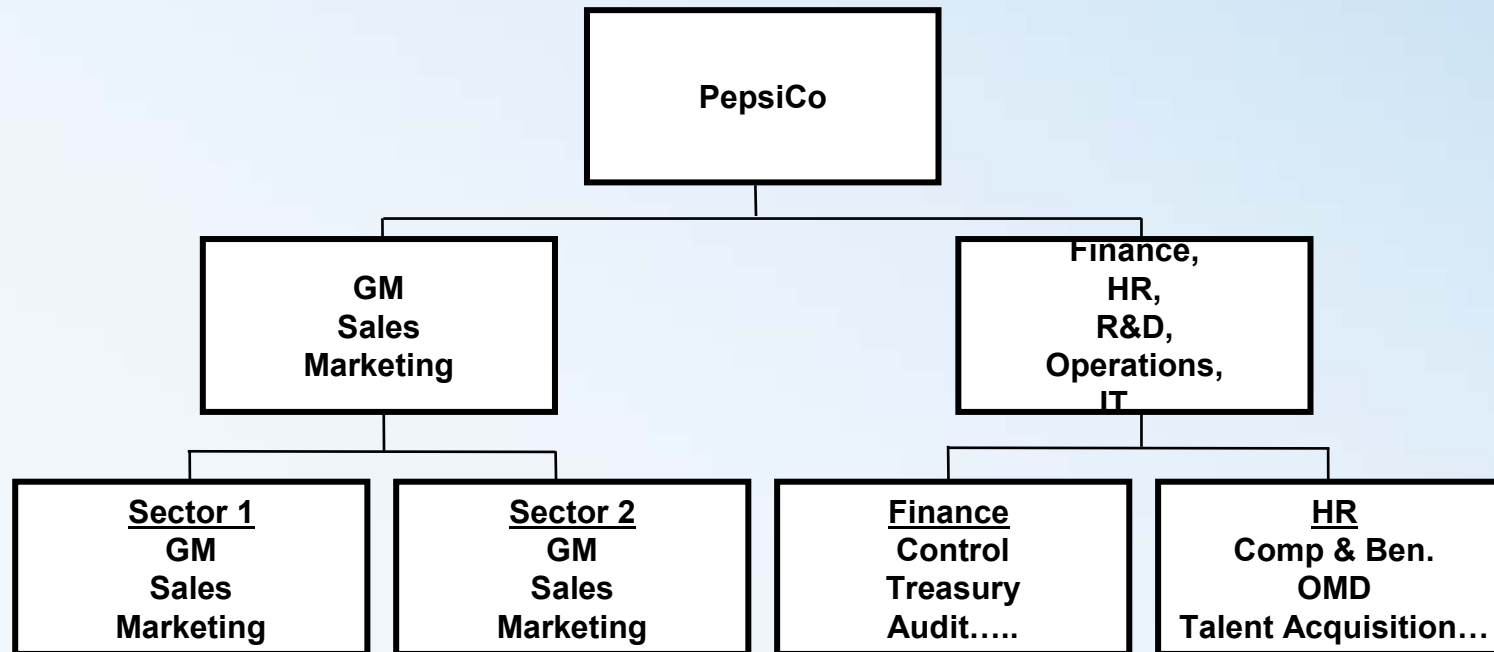 PepsiCo
GM
Sales
Marketing
Finance,
HR,
R&D,
Operations,
IT
Sector 1
GM
Sales
Marketing
Sector 2
GM
Sales
Marketing
Finance
Control
Treasury
Audit…..
HR
Comp & Ben.
OMD
Talent Acquisition…